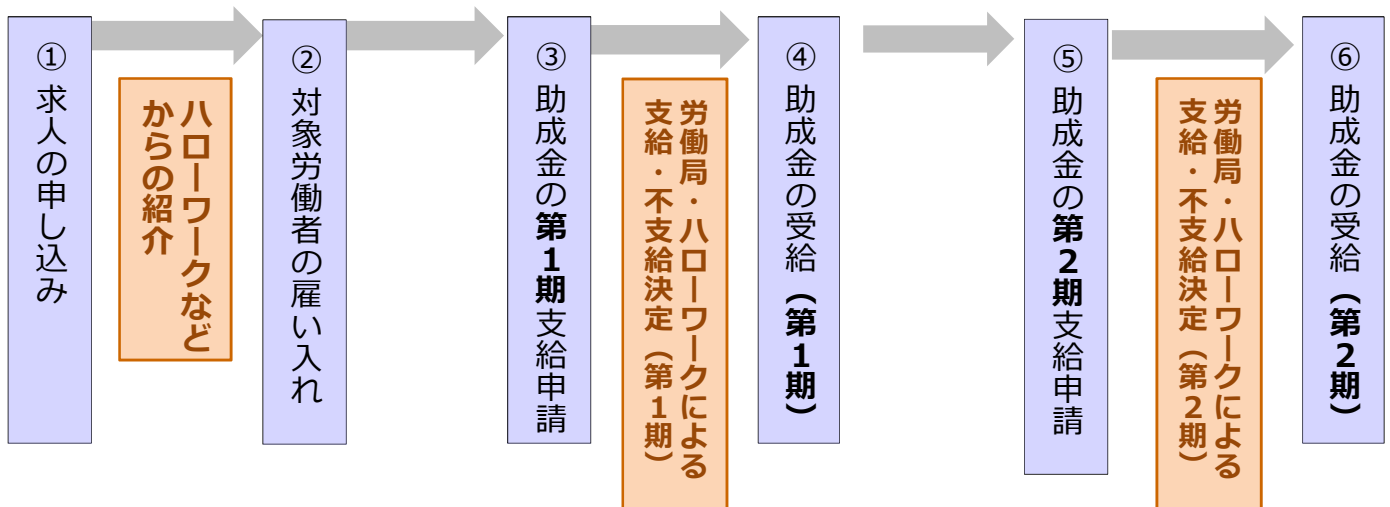 ①求人の申し込み
ハローワークなど
からの紹介
②対象労働者の雇い入れ
③助成金の第1期支給申請
労働局・ハローワークによる
支給・不支給決定（第1期）
④助成金の受給（第1期）
⑤助成金の第2期支給申請
労働局・ハローワークによる
支給・不支給決定（第2期）
⑥助成金の受給（第2期）